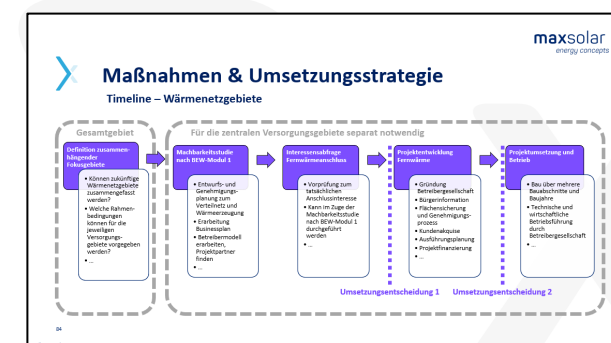 maxsolar
energy concepts
Maßnahmen & Umsetzungsstrategie
Timeline – Wärmenetzgebiete
Gesamtgebiet
Für die zentralen Versorgungsgebiete separat notwendig
Definition zusammen-
hängender
Fokusgebiete
• Können zukünftige
Wärmenetzgebiete
zusammengefasst
werden?
• Welche Rahmen-
bedingungen
können für die
jeweiligen
Versorgungs-
gebiete vorgegeben
werden?
• ...
Machbarkeitsstudie
nach BEW-Modul 1
• Entwurfs- und
Genehmigungs-
planung zum
Verteilnetz und
Wärmeerzeugung
• Erarbeitung
Businessplan
• Betreibermodell
erarbeiten,
Projektpartner
finden
• ...
Interessensabfrage
Fernwärmeanschluss
• Vorprüfung zum
tatsächlichen
Anschlussinteresse
• Kann im Zuge der
Machbarkeitsstudie
nach BEW-Modul 1
durchgeführt
werden
• ...
Projektentwicklung
Fernwärme
• Gründung
Betreibergesellschaft
• Bürgerinformation
• Flächensicherung
und Genehmigungs-
prozess
• Kundenakquise
• Ausführungsplanung
• Projektfinanzierung
• ...
Projektumsetzung und
Betrieb
• Bau über mehrere
Bauabschnitte und
Baujahre
• Technische und
wirtschaftliche
Betriebsführung
durch
Betreibergesellschaft
• ...
Umsetzungsentscheidung 1
Umsetzungsentscheidung 2